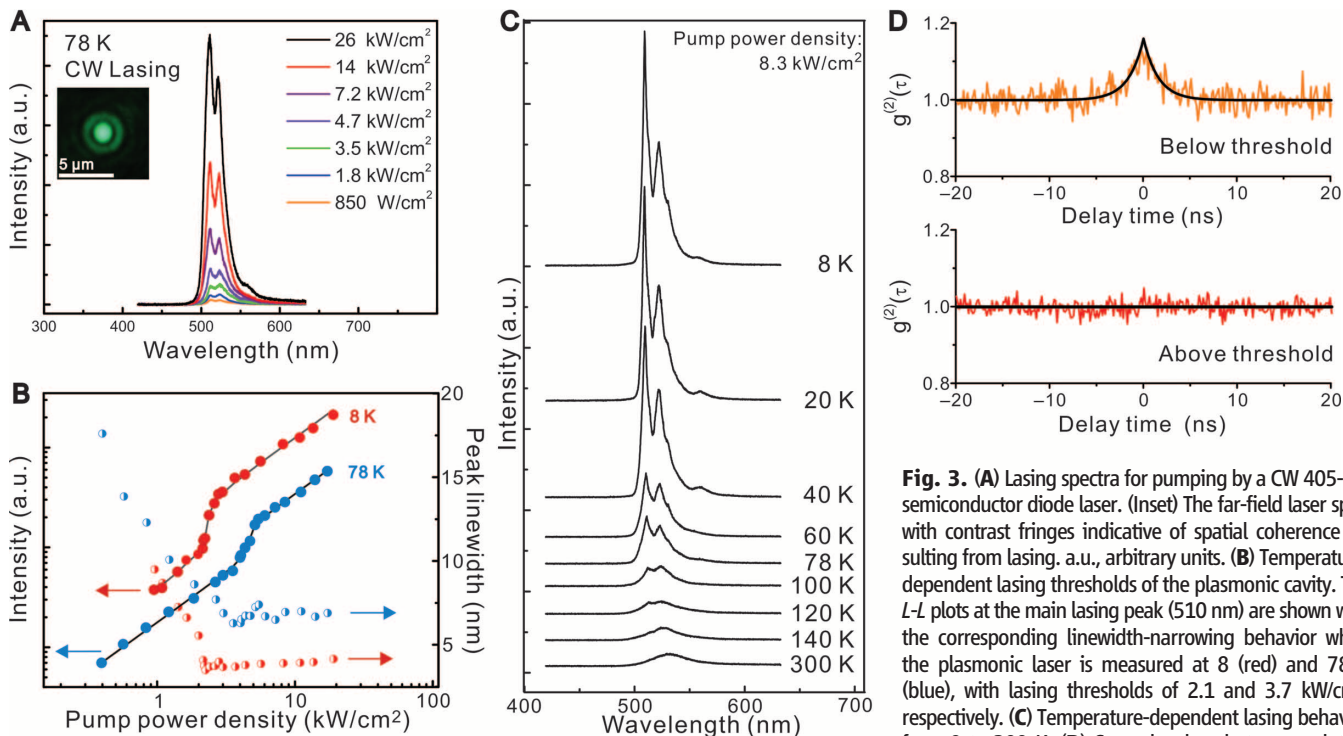 A
78 K
CW Lasing
5 µm
26 kW/cm²
14 kW/cm²
7.2 kW/cm²
4.7 kW/cm²
3.5 kW/cm²
1.8 kW/cm²
850 W/cm²
Intensity (a.u.)
300 400 500 600 700
Wavelength (nm)
B
8 K
78 K
Intensity (a.u.)
20
15
10
5
Peak linewidth (nm)
1 10 100
Pump power density (kW/cm²)
C
Pump power density:
8.3 kW/cm²
8 K
20 K
40 K
60 K
78 K
100 K
120 K
140 K
300 K
Intensity (a.u.)
400 500 600 700
Wavelength (nm)
D
1.2
1.0
0.8
g⁽²⁾(τ)
Below threshold
−20 −10 0 10 20
Delay time (ns)
1.2
1.0
0.8
g⁽²⁾(τ)
Above threshold
−20 −10 0 10 20
Delay time (ns)
Fig. 3. (A) Lasing spectra for pumping by a CW 405-
semiconductor diode laser. (Inset) The far-field laser sp
with contrast fringes indicative of spatial coherence
sulting from lasing. a.u., arbitrary units. (B) Temperatu
dependent lasing thresholds of the plasmonic cavity. T
L-L plots at the main lasing peak (510 nm) are shown w
the corresponding linewidth-narrowing behavior wh
the plasmonic laser is measured at 8 (red) and 78
(blue), with lasing thresholds of 2.1 and 3.7 kW/cm
respectively. (C) Temperature-dependent lasing behav